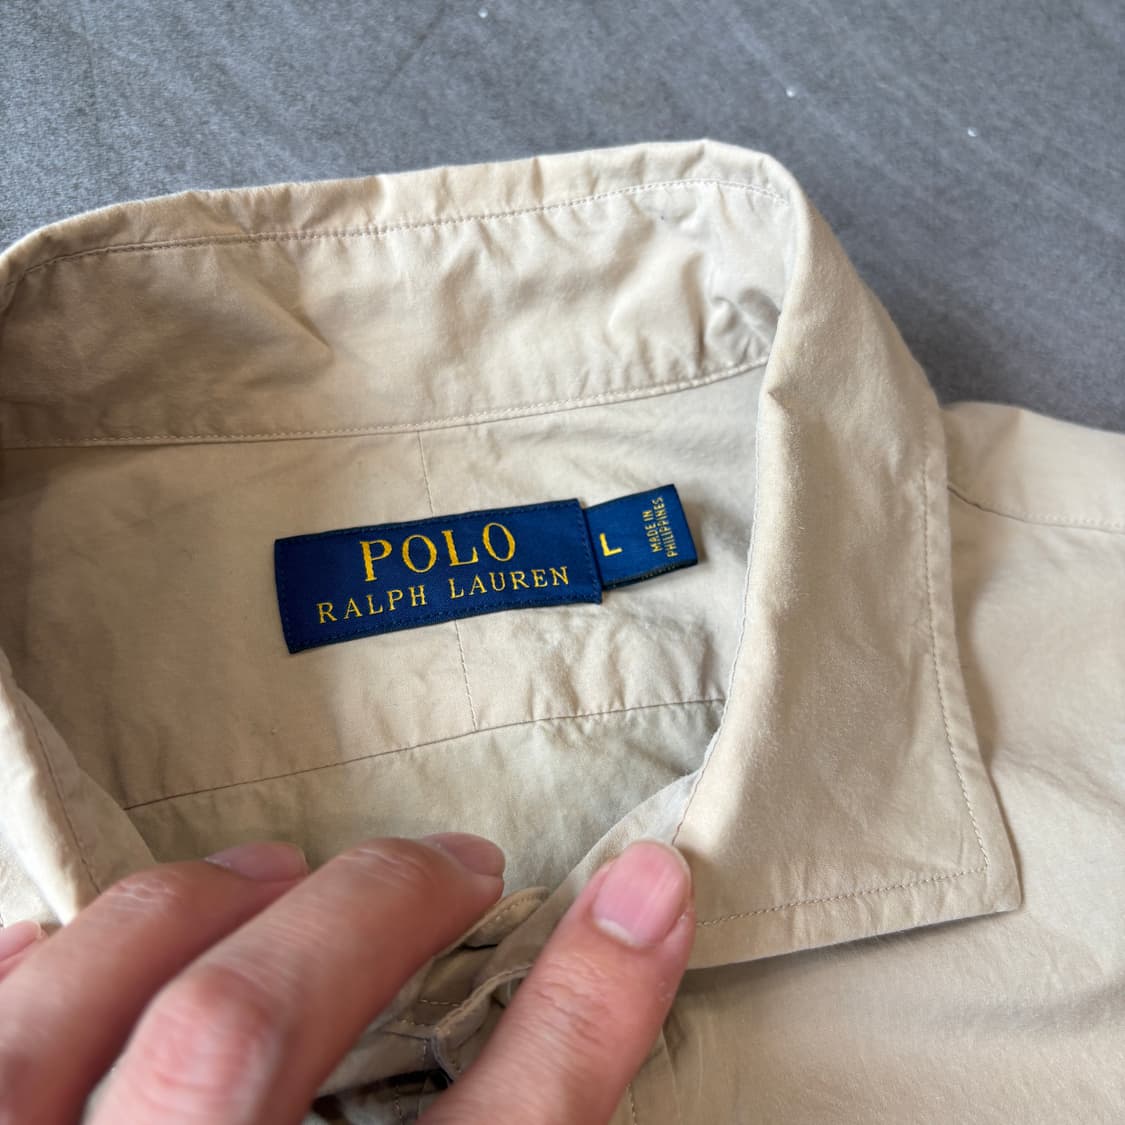 POLO
RALPH LAUREN
L
MADE IN
PHILIPPINES